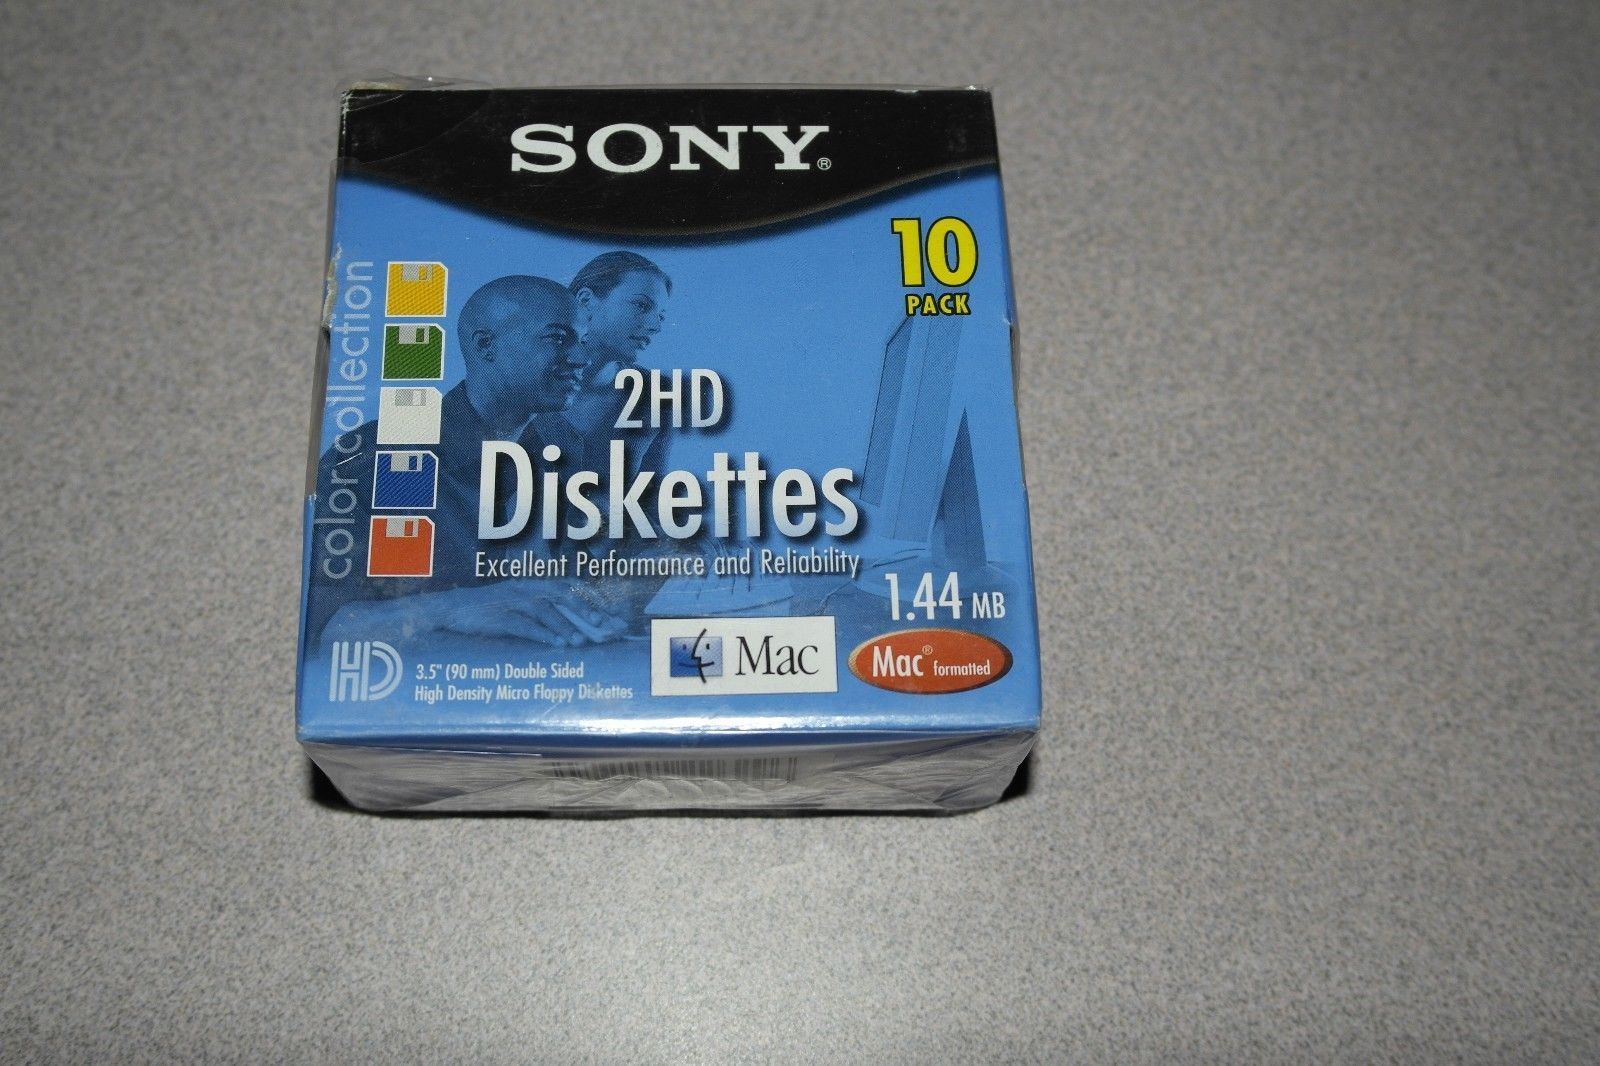 SONY®
10
PACK
color collection
2HD
Diskettes
Excellent Performance and Reliability
1.44 MB
HD
3.5" (90 mm) Double Sided
High Density Micro Floppy Diskettes
Mac
Mac® formatted